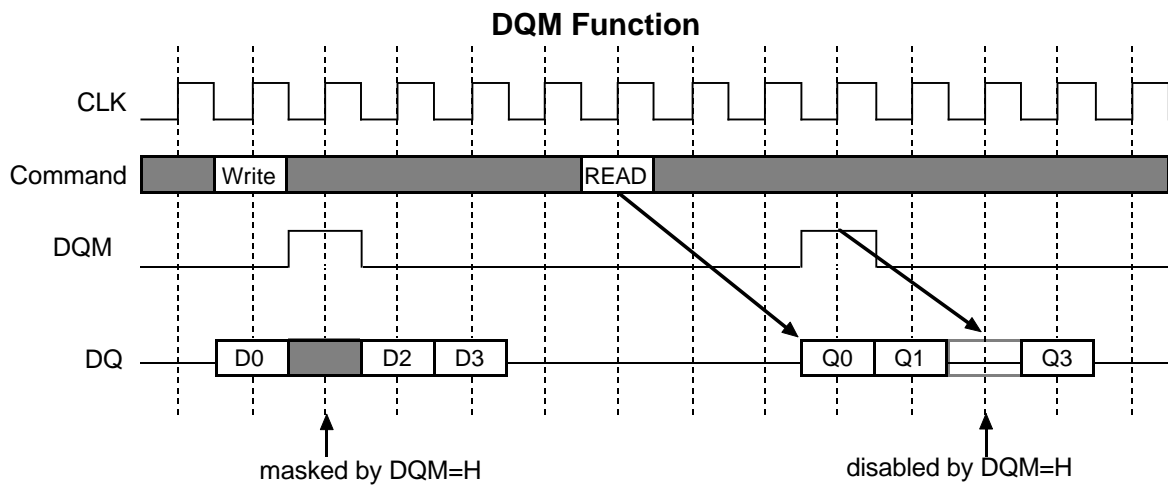 DQM Function
CLK
Command Write READ
DQM
DQ D0 D2 D3 Q0 Q1 Q3
masked by DQM=H disabled by DQM=H